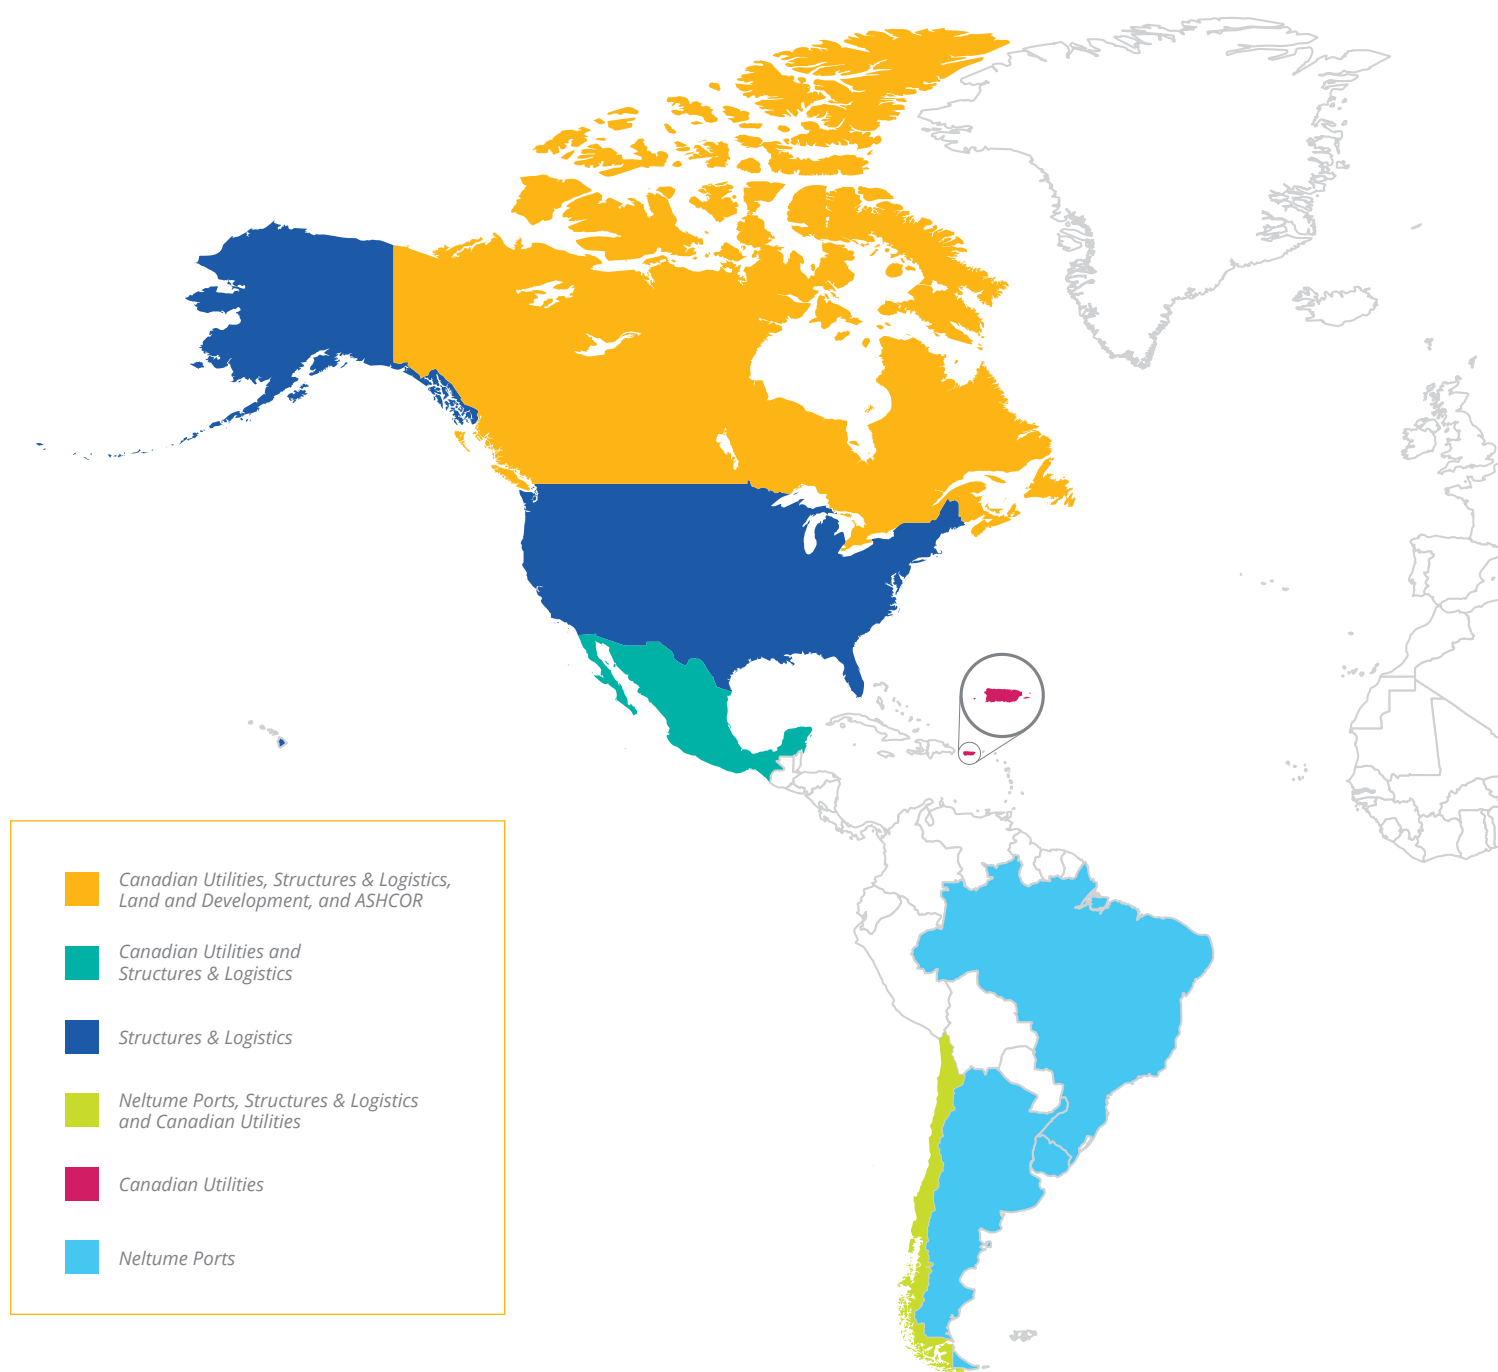 Canadian Utilities, Structures & Logistics,
Land and Development, and ASHCOR
Canadian Utilities and
Structures & Logistics
Structures & Logistics
Neltume Ports, Structures & Logistics
and Canadian Utilities
Canadian Utilities
Neltume Ports